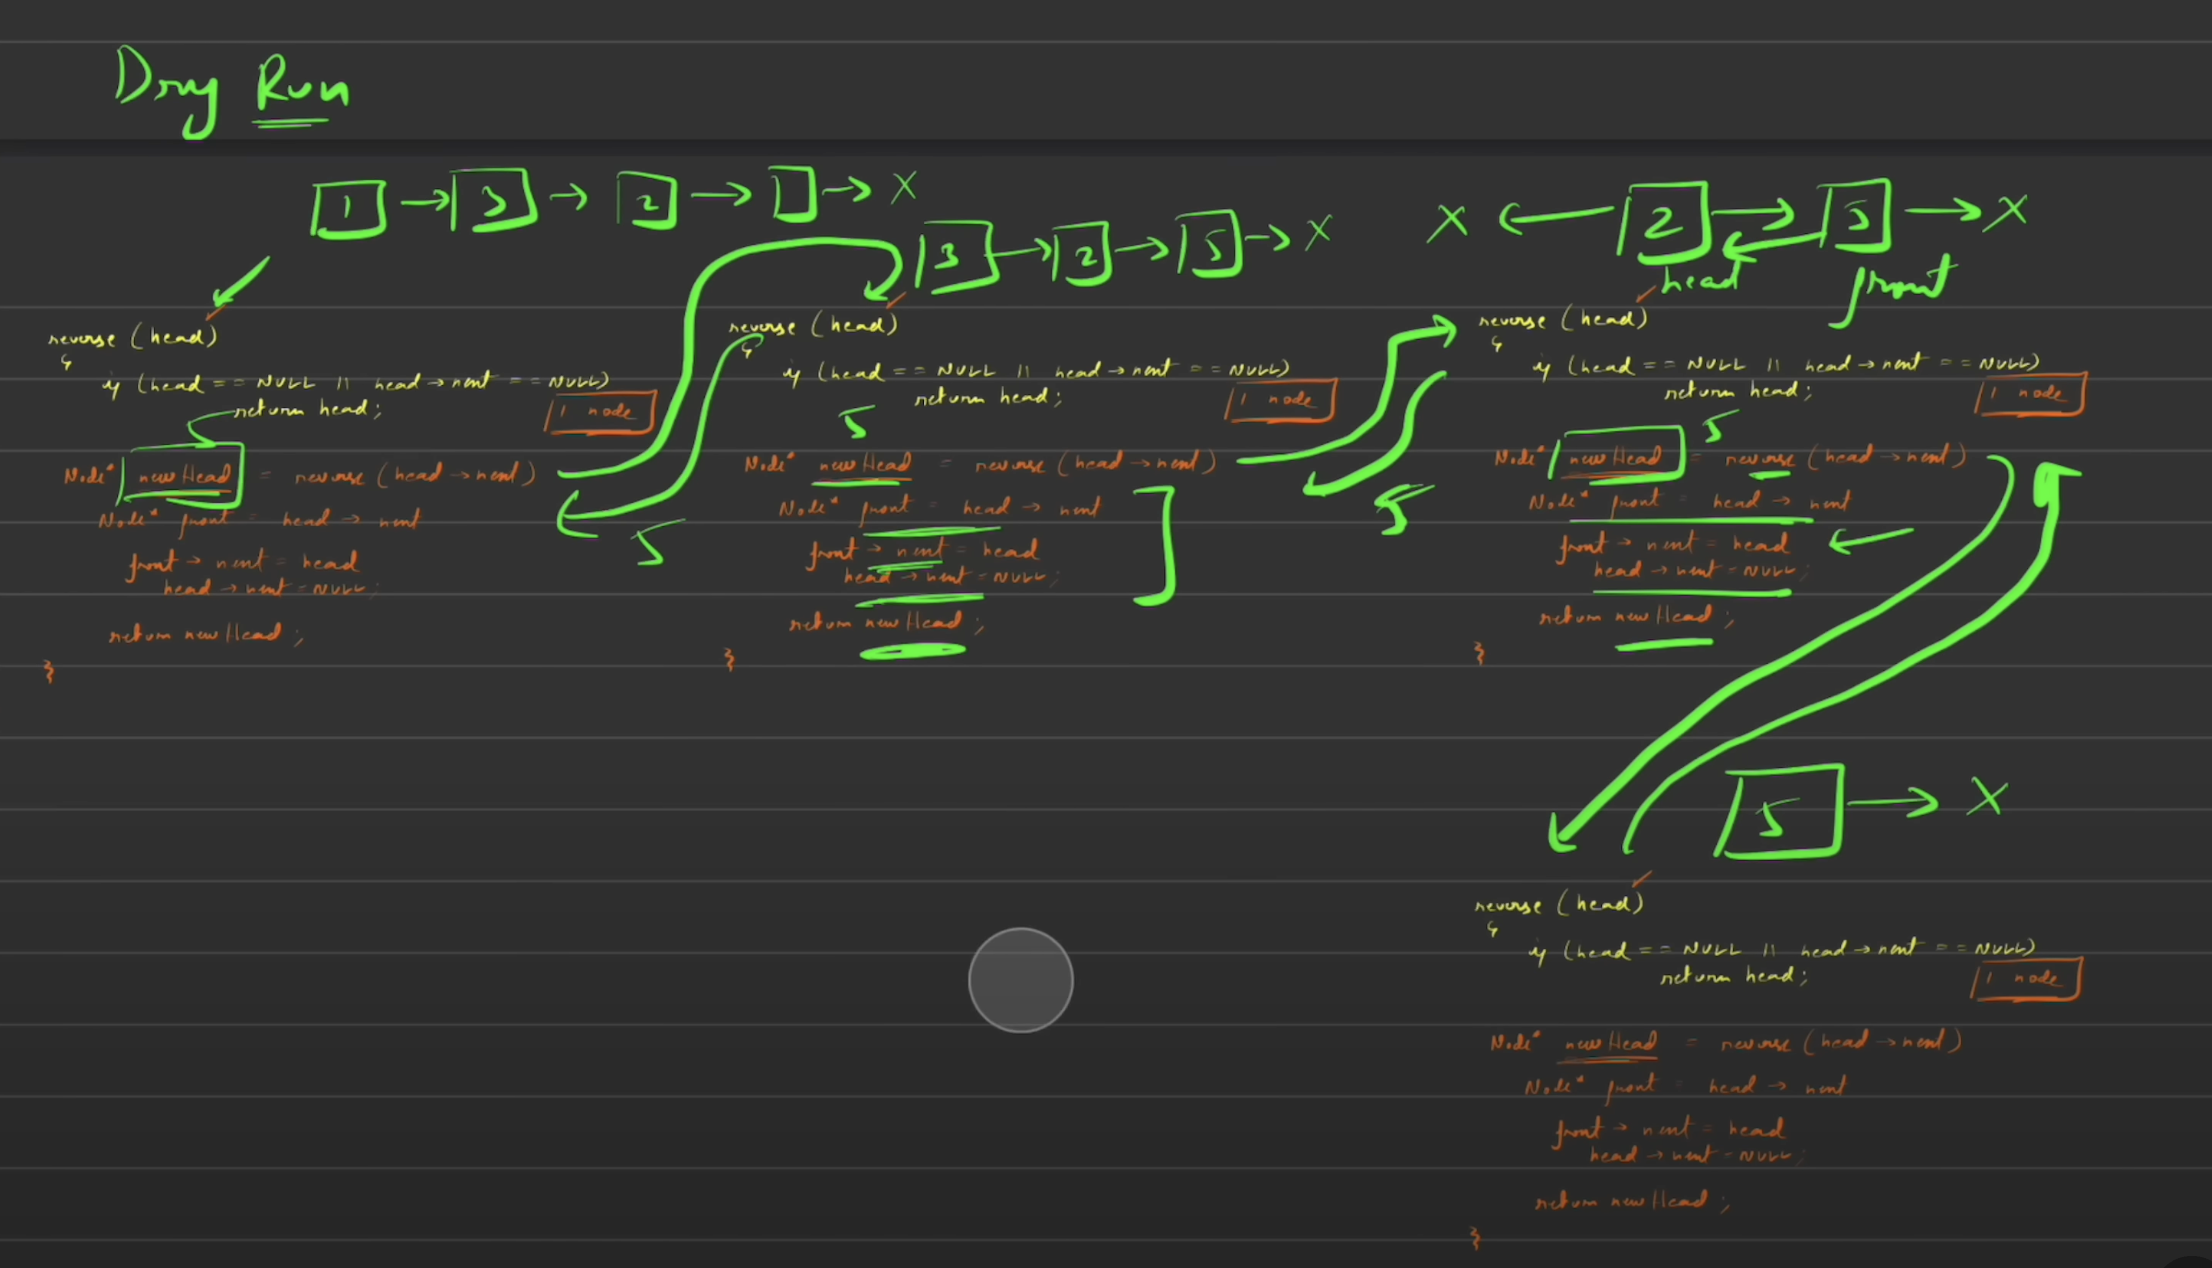 Dry Run
1 → 3 → 2 → → X
3 → 2 → 5 → X
X ← 2 → 5 → X
head front
reverse (head)
{
if (head == NULL || head → next == NULL)
return head;
1 node
5
Node* newHead = reverse (head → next)
Node* front = head → next
5
front → next = head
head → next = NULL;
return newHead;
}
reverse (head)
{
if (head == NULL || head → next == NULL)
return head;
1 node
5
Node* newHead = reverse (head → next)
Node* front = head → next
5
front → next = head
head → next = NULL;
return newHead;
}
reverse (head)
{
if (head == NULL || head → next == NULL)
return head;
1 node
5
Node* newHead = reverse (head → next)
Node* front = head → next
front → next = head
head → next = NULL;
return newHead;
}
5 → X
reverse (head)
{
if (head == NULL || head → next == NULL)
return head;
1 node
Node* newHead = reverse (head → next)
Node* front = head → next
front → next = head
head → next = NULL;
return newHead;
}